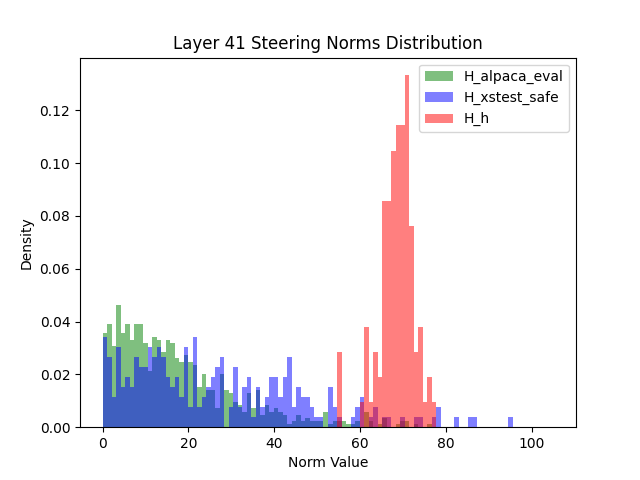 Layer 41 Steering Norms Distribution
H_alpaca_eval
H_xstest_safe
H_h
Density
0.12
0.10
0.08
0.06
0.04
0.02
0.00
0 20 40 60 80 100
Norm Value